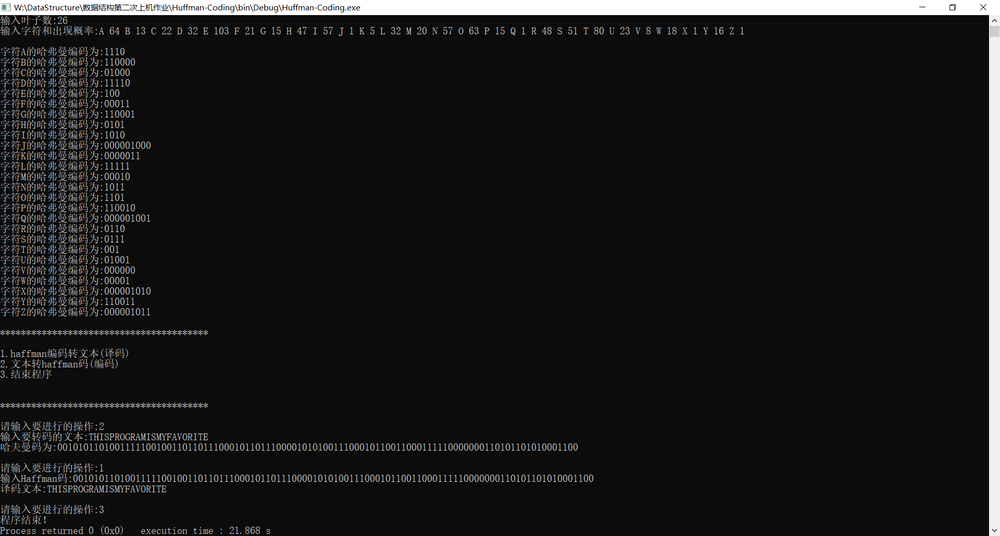 W:\DataStructure\数据结构第二次上机作业\Huffman-Coding\bin\Debug\Huffman-Coding.exe
输入叶子数:26
输入字符和出现概率:A 64 B 13 C 22 D 32 E 103 F 21 G 15 H 47 I 57 J 1 K 5 L 32 M 20 N 57 O 63 P 15 Q 1 R 48 S 51 T 80 U 23 V 8 W 18 X 1 Y 16 Z 1
字符A的哈弗曼编码为:1110
字符B的哈弗曼编码为:110000
字符C的哈弗曼编码为:01000
字符D的哈弗曼编码为:11110
字符E的哈弗曼编码为:100
字符F的哈弗曼编码为:00011
字符G的哈弗曼编码为:110001
字符H的哈弗曼编码为:0101
字符I的哈弗曼编码为:1010
字符J的哈弗曼编码为:000001000
字符K的哈弗曼编码为:0000011
字符L的哈弗曼编码为:11111
字符M的哈弗曼编码为:00010
字符N的哈弗曼编码为:1011
字符O的哈弗曼编码为:1101
字符P的哈弗曼编码为:110010
字符Q的哈弗曼编码为:000001001
字符R的哈弗曼编码为:0110
字符S的哈弗曼编码为:0111
字符T的哈弗曼编码为:001
字符U的哈弗曼编码为:01001
字符V的哈弗曼编码为:000000
字符W的哈弗曼编码为:00001
字符X的哈弗曼编码为:000001010
字符Y的哈弗曼编码为:110011
字符Z的哈弗曼编码为:000001011
****************************************
1.haffman编码转文本(译码)
2.文本转haffman码(编码)
3.结束程序
****************************************
请输入要进行的操作:2
输入要转码的文本:THISPROGRAMISMYFAVORITE
哈夫曼码为:0010101101001111100100110110111000101101110000101010011100010110011000111110000000110101101010001100
请输入要进行的操作:1
输入Haffman码:0010101101001111100100110110111000101101110000101010011100010110011000111110000000110101101010001100
译码文本:THISPROGRAMISMYFAVORITE
请输入要进行的操作:3
程序结束!
Process returned 0 (0x0)   execution time : 21.868 s